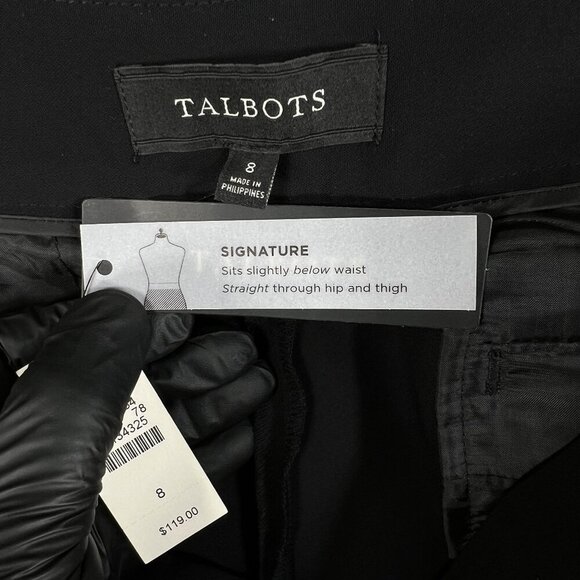 TALBOTS
8
MADE IN
PHILIPPINES
SIGNATURE
Sits slightly below waist
Straight through hip and thigh
78
34325
8
$119.00